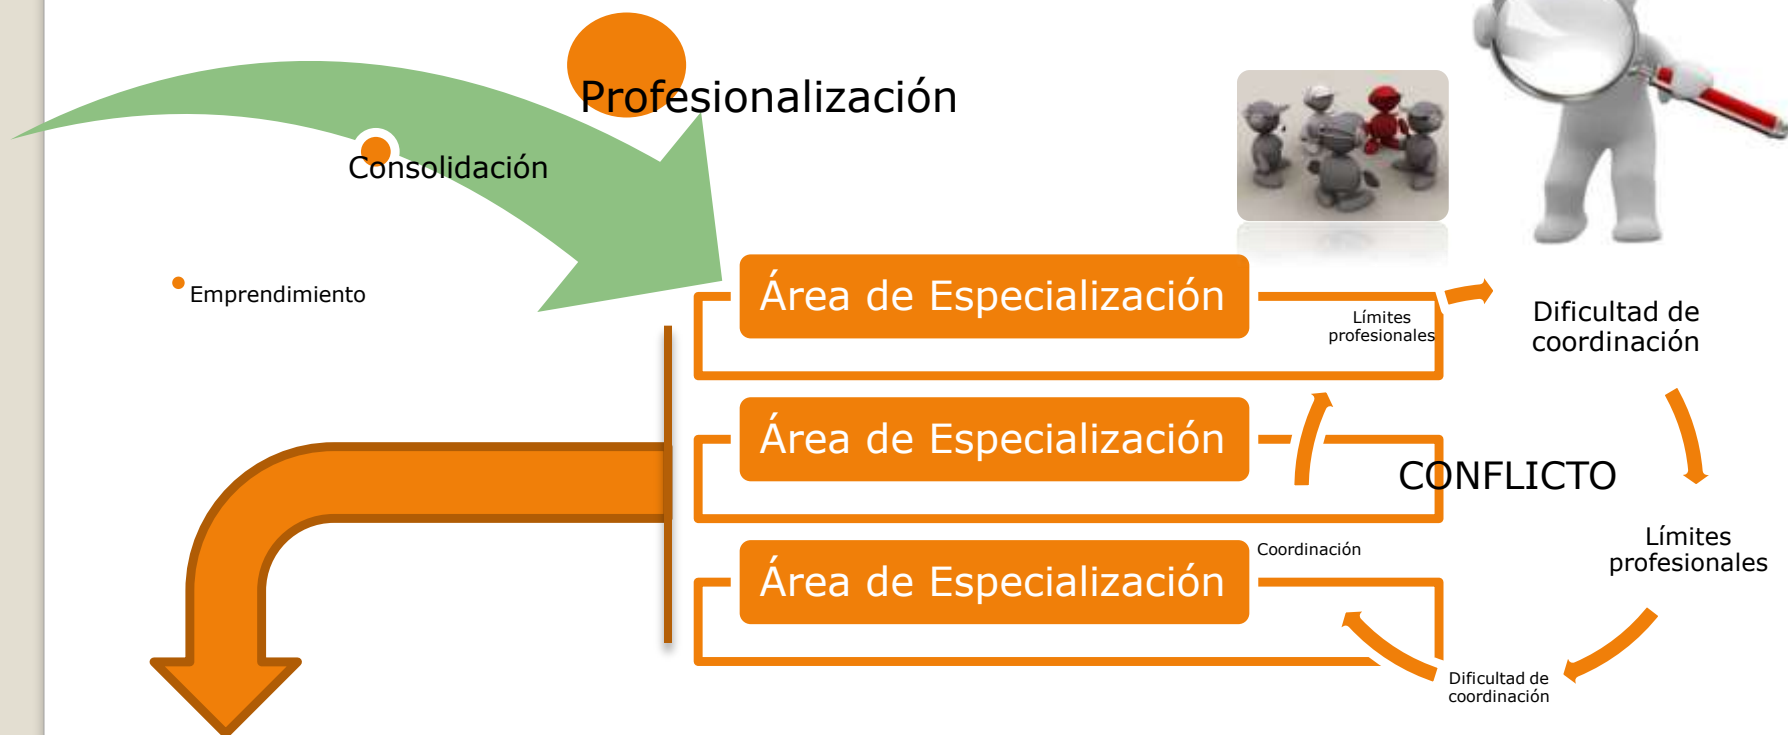 Profesionalización
Consolidación
Emprendimiento
Área de Especialización
Área de Especialización
Área de Especialización
Límites
profesionales
Dificultad de
coordinación
CONFLICTO
Límites
profesionales
Coordinación
Dificultad de
coordinación